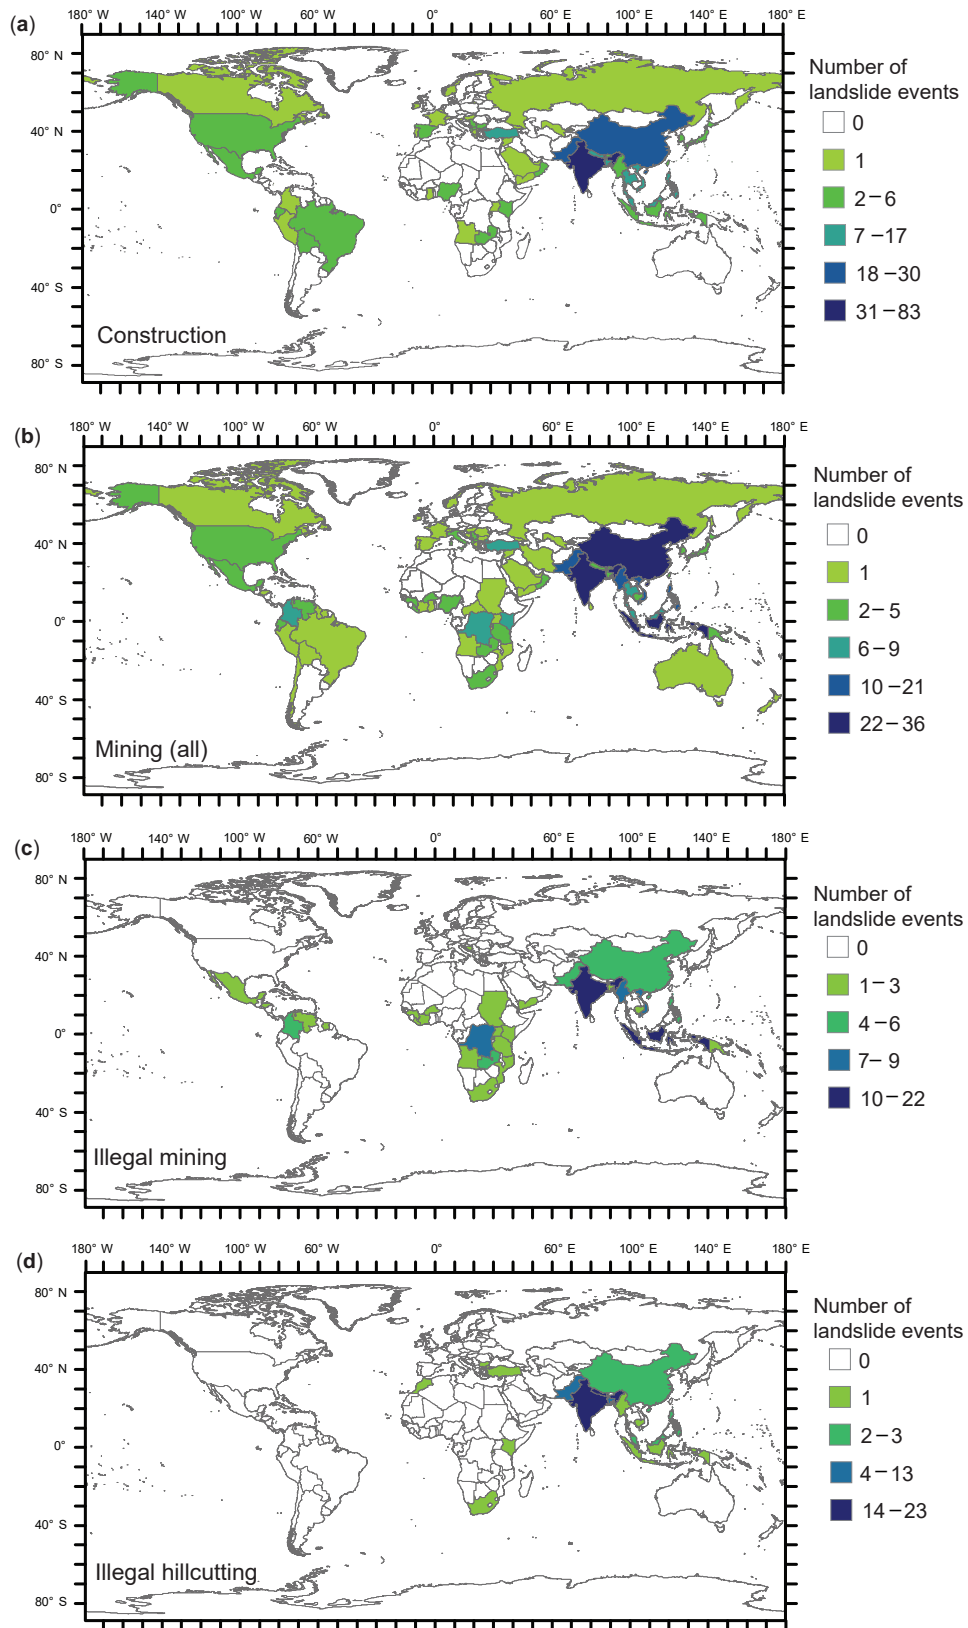 (a)
180° W 140° W 100° W 60° W 0° 60° E 100° E 140° E 180° E
80° N
40° N
0°
40° S
80° S
Construction
Number of
landslide events
0
1
2–6
7–17
18–30
31–83
(b)
180° W 140° W 100° W 60° W 0° 60° E 100° E 140° E 180° E
80° N
40° N
0°
40° S
80° S
Mining (all)
Number of
landslide events
0
1
2–5
6–9
10–21
22–36
(c)
180° W 140° W 100° W 60° W 0° 60° E 100° E 140° E 180° E
80° N
40° N
0°
40° S
80° S
Illegal mining
Number of
landslide events
0
1–3
4–6
7–9
10–22
(d)
180° W 140° W 100° W 60° W 0° 60° E 100° E 140° E 180° E
80° N
40° N
0°
40° S
80° S
Illegal hillcutting
Number of
landslide events
0
1
2–3
4–13
14–23